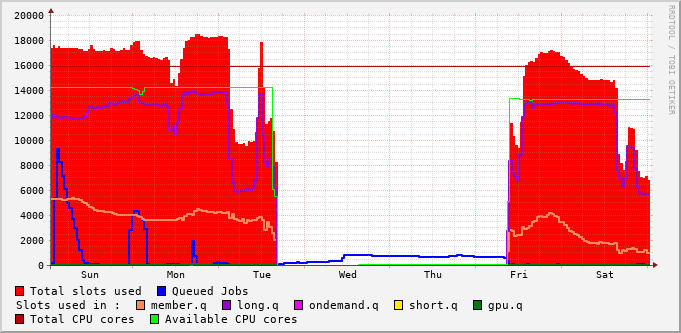 20000
18000
16000
14000
12000
10000
8000
6000
4000
2000
0
Sun Mon Tue Wed Thu Fri Sat
RRDTOOL / TOBI OETIKER
Total slots used Queued Jobs
Slots used in : member.q long.q ondemand.q short.q gpu.q
Total CPU cores Available CPU cores